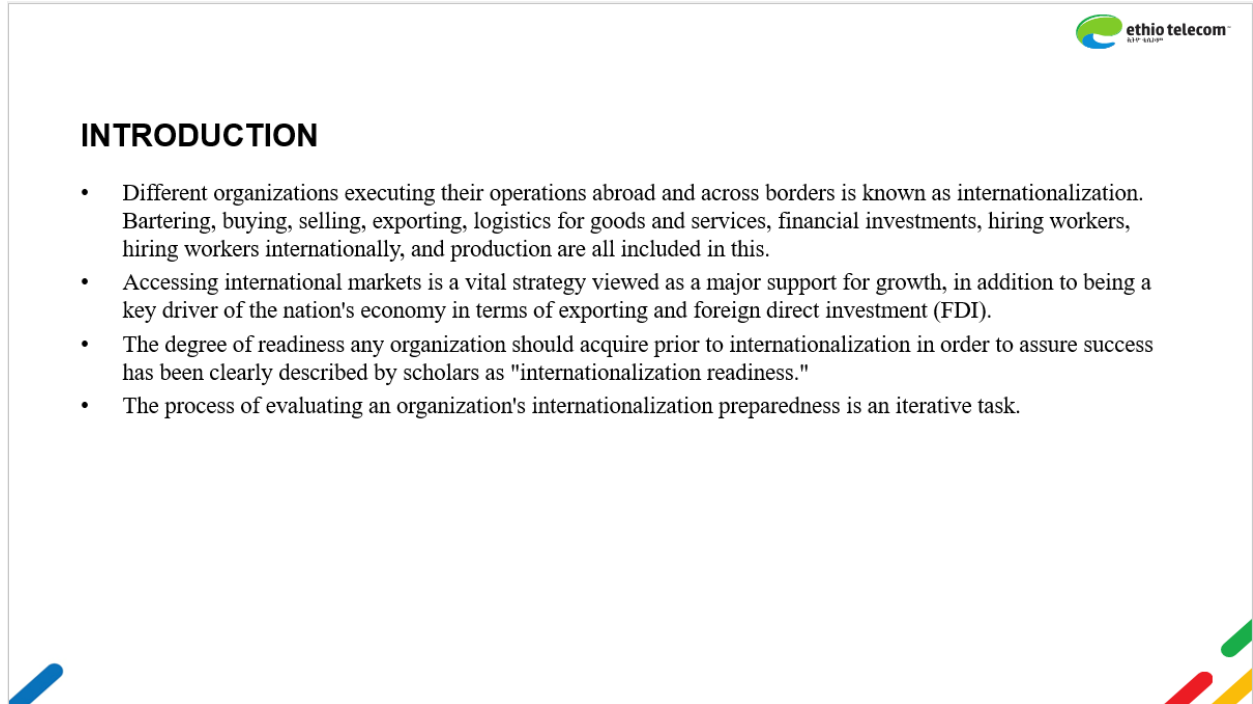 ethio telecom
ኢትዮ ቴሌኮም
INTRODUCTION
• Different organizations executing their operations abroad and across borders is known as internationalization.
Bartering, buying, selling, exporting, logistics for goods and services, financial investments, hiring workers,
hiring workers internationally, and production are all included in this.
• Accessing international markets is a vital strategy viewed as a major support for growth, in addition to being a
key driver of the nation's economy in terms of exporting and foreign direct investment (FDI).
• The degree of readiness any organization should acquire prior to internationalization in order to assure success
has been clearly described by scholars as "internationalization readiness."
• The process of evaluating an organization's internationalization preparedness is an iterative task.